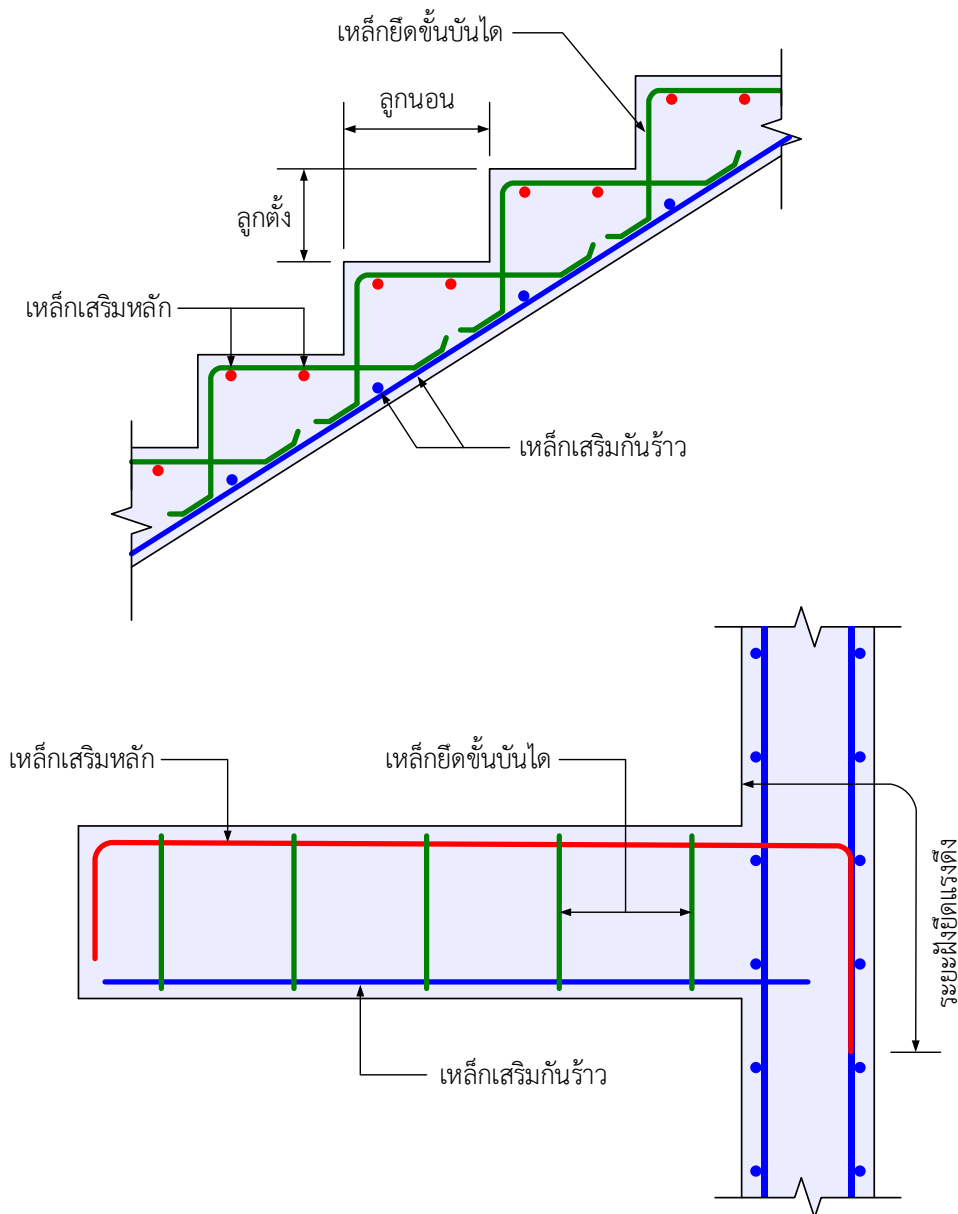 เหล็กยึดขั้นบันได
ลูกนอน
ลูกตั้ง
เหล็กเสริมหลัก
เหล็กเสริมกันร้าว
เหล็กเสริมหลัก
เหล็กยึดขั้นบันได
ระยะฝังยึดแรงดึง
เหล็กเสริมกันร้าว